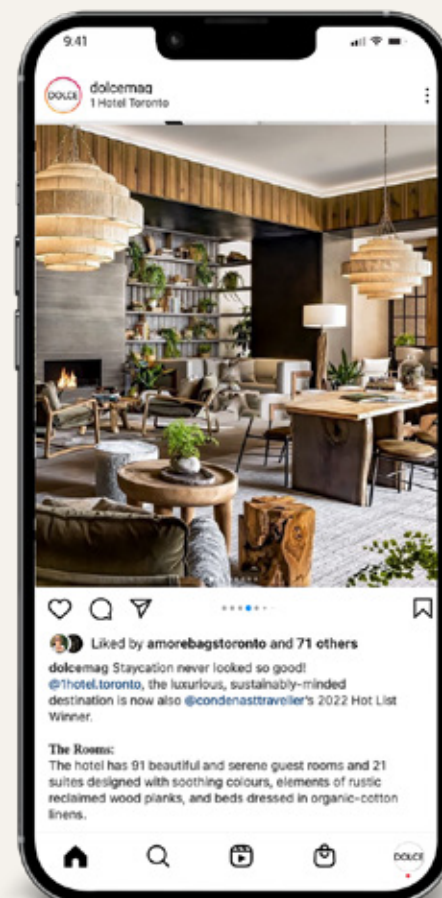 9:41
DOLCE
dolcemag
1 Hotel Toronto
Liked by amorebagstoronto and 71 others
dolcemag Staycation never looked so good!
@1hotel.toronto, the luxurious, sustainably-minded
destination is now also @condenasttraveller's 2022 Hot List
Winner.
The Rooms:
The hotel has 91 beautiful and serene guest rooms and 21
suites designed with soothing colours, elements of rustic
reclaimed wood planks, and beds dressed in organic-cotton
linens.
DOLCE